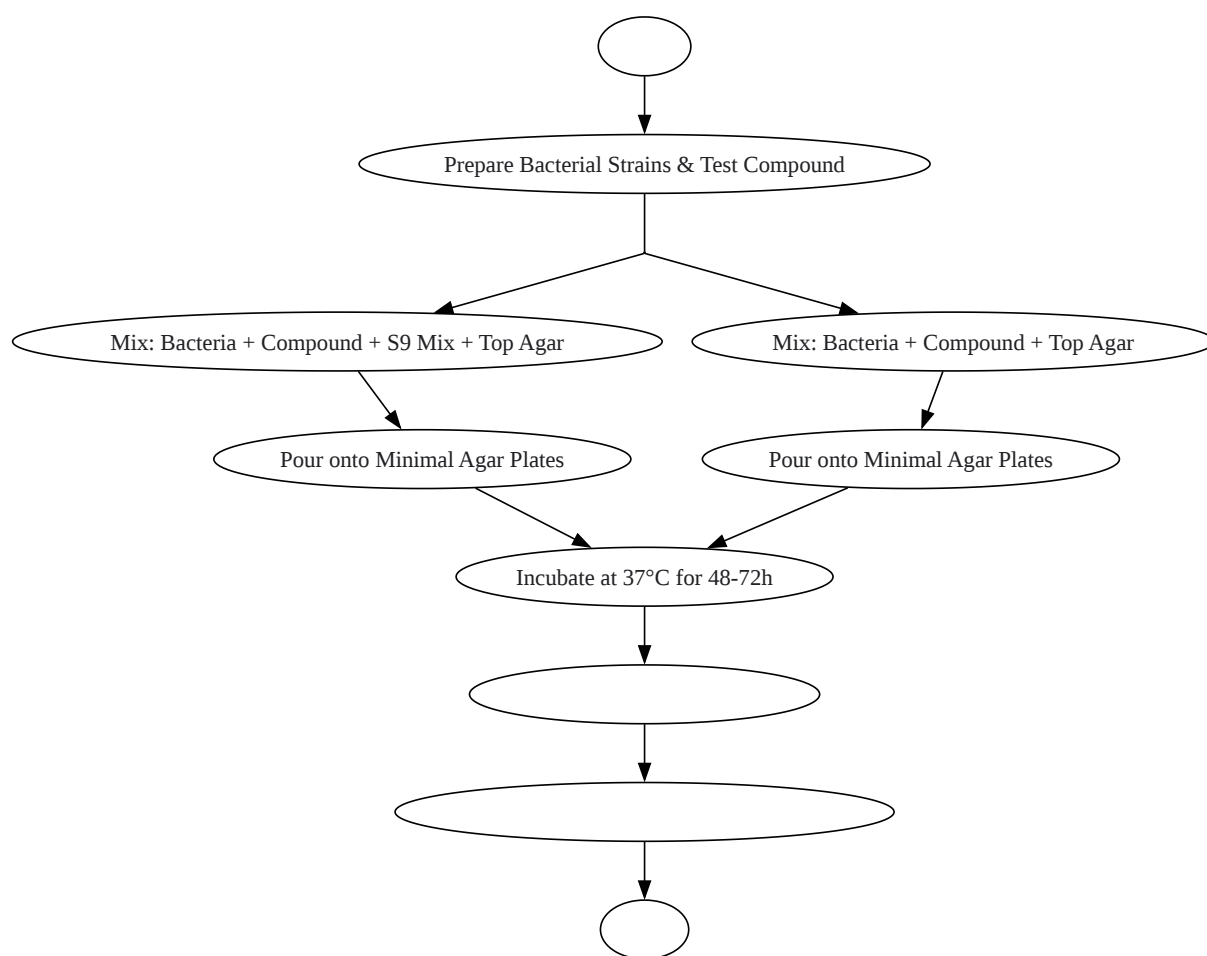 Prepare Bacterial Strains & Test Compound
Mix: Bacteria + Compound + S9 Mix + Top Agar
Mix: Bacteria + Compound + Top Agar
Pour onto Minimal Agar Plates
Pour onto Minimal Agar Plates
Incubate at 37°C for 48-72h